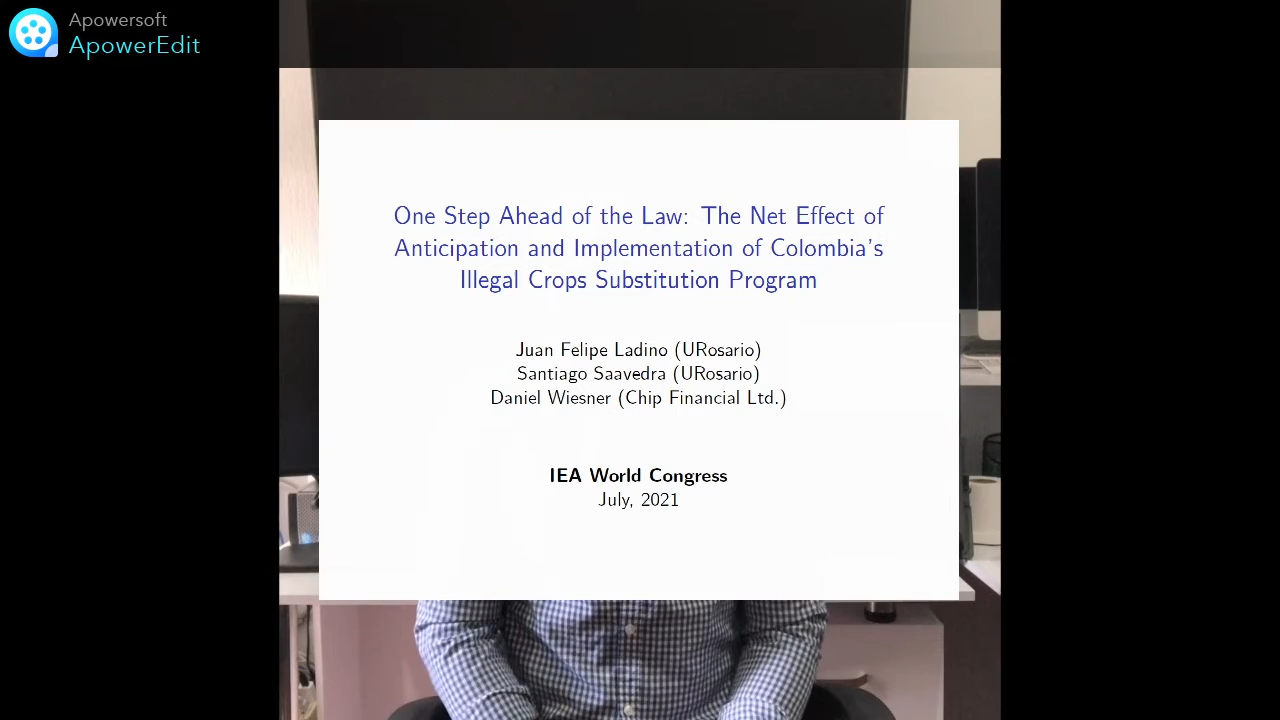 Apowersoft
ApowerEdit
One Step Ahead of the Law: The Net Effect of
Anticipation and Implementation of Colombia's
Illegal Crops Substitution Program
Juan Felipe Ladino (URosario)
Santiago Saavedra (URosario)
Daniel Wiesner (Chip Financial Ltd.)
IEA World Congress
July, 2021